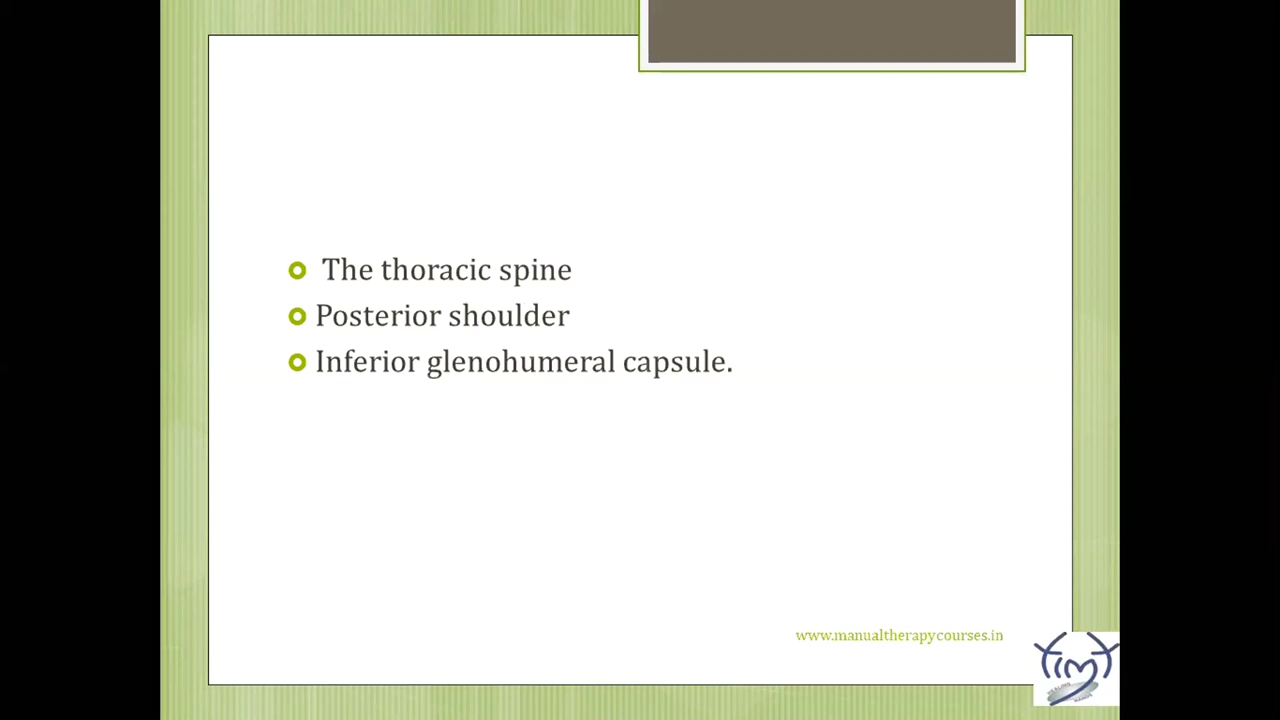 The thoracic spine
Posterior shoulder
Inferior glenohumeral capsule.
www.manualtherapycourses.in